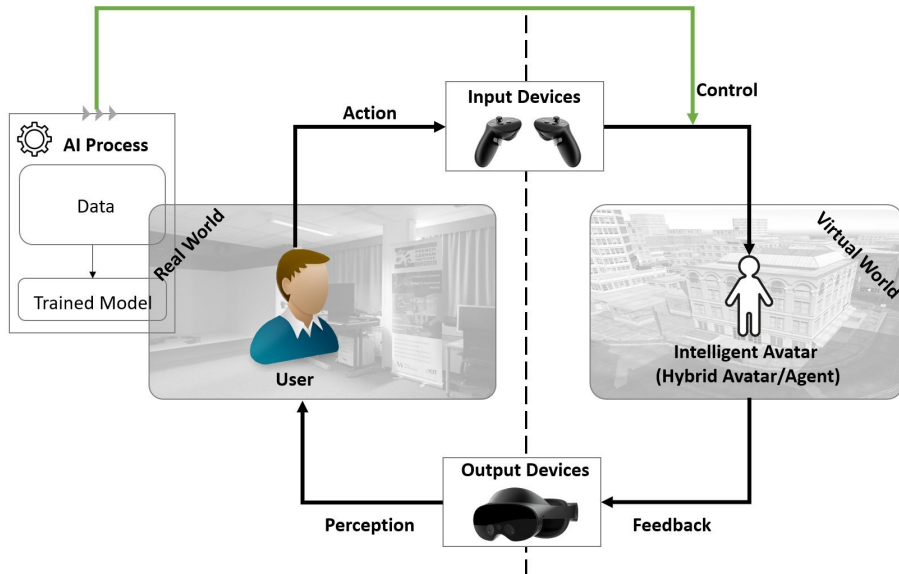 Input Devices
Control
Action
AI Process
Data
Real World
Virtual World
Trained Model
User
Intelligent Avatar
(Hybrid Avatar/Agent)
Output Devices
Perception
Feedback